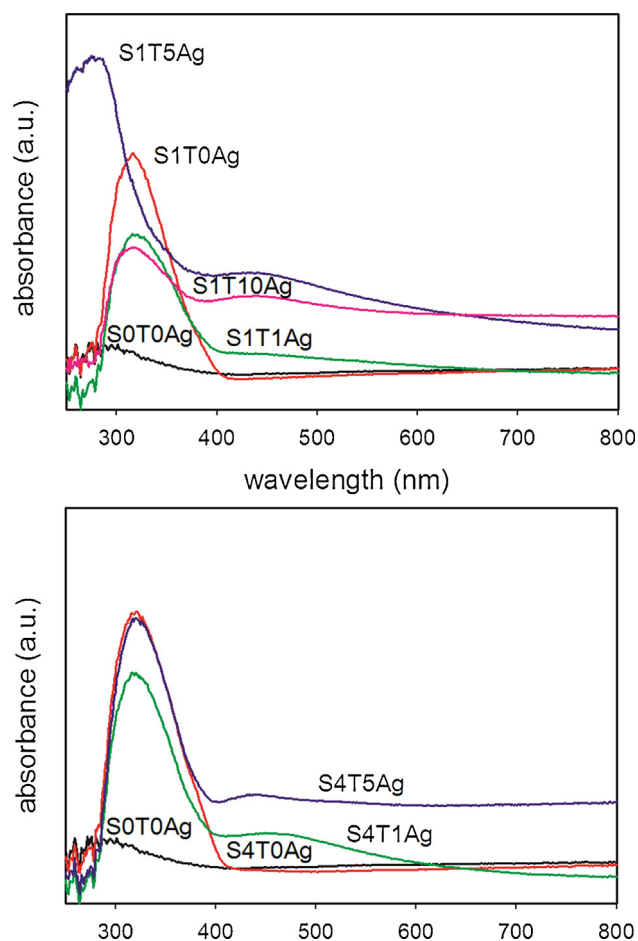 absorbance (a.u.)
S1T5Ag
S1T0Ag
S1T10Ag
S0T0Ag
S1T1Ag
300 400 500 600 700 800
wavelength (nm)
absorbance (a.u.)
S4T5Ag
S0T0Ag
S4T0Ag
S4T1Ag
300 400 500 600 700 800